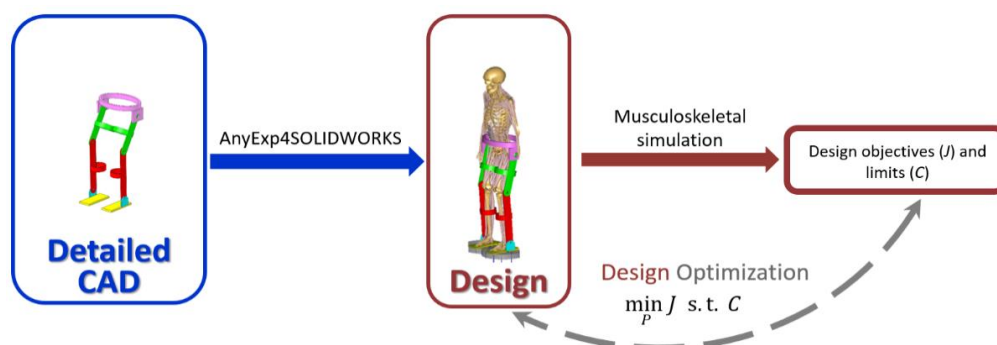 AnyExp4SOLIDWORKS
Musculoskeletal
simulation
Design objectives (J) and
limits (C)
Detailed
CAD
Design
Design Optimization
min J s. t. C
P